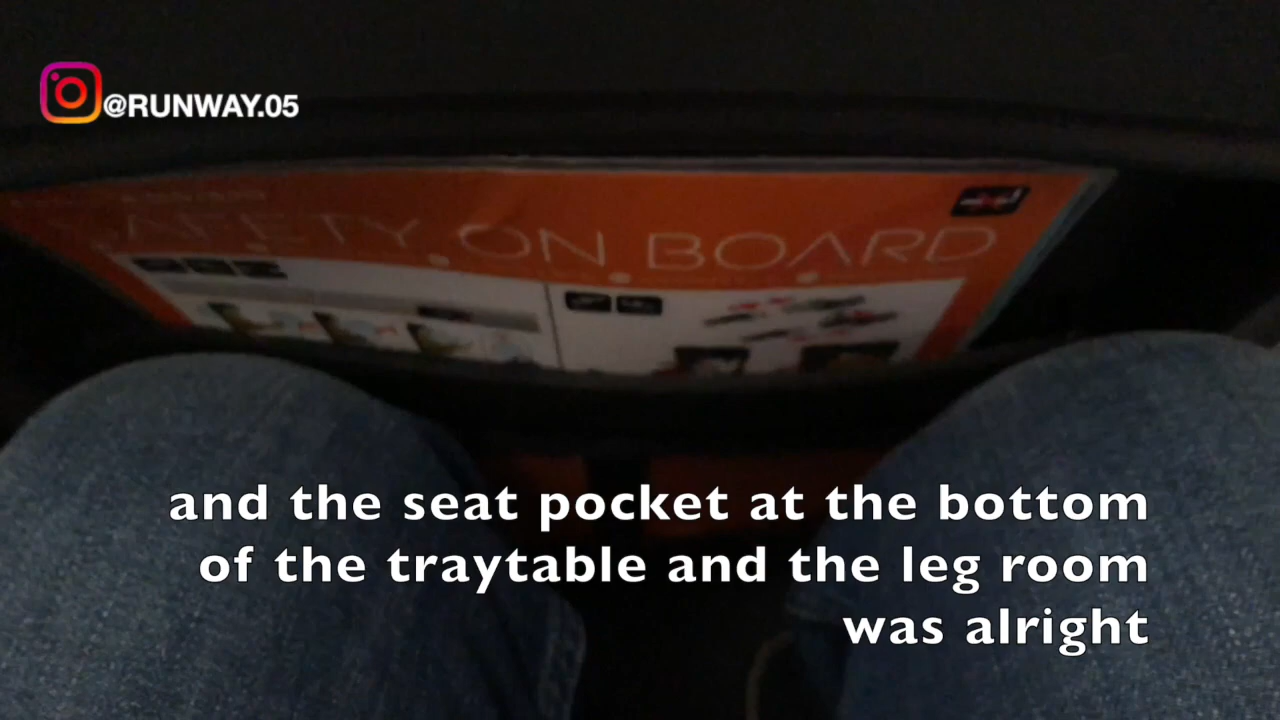 @RUNWAY.05
SAFETY ON BOARD
and the seat pocket at the bottom
of the traytable and the leg room
was alright